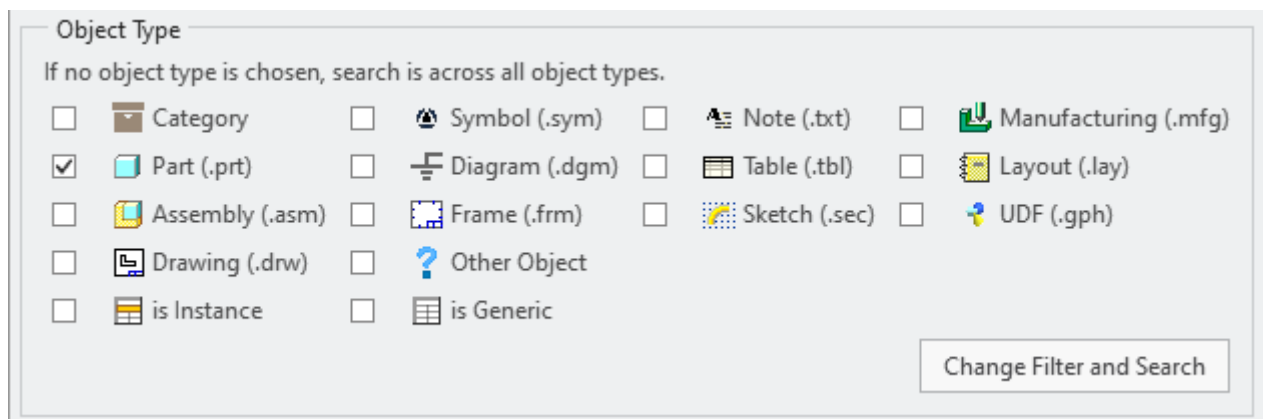 Object Type
If no object type is chosen, search is across all object types.
Category Symbol (.sym) Note (.txt) Manufacturing (.mfg)
Part (.prt) Diagram (.dgm) Table (.tbl) Layout (.lay)
Assembly (.asm) Frame (.frm) Sketch (.sec) UDF (.gph)
Drawing (.drw) Other Object
is Instance is Generic
Change Filter and Search